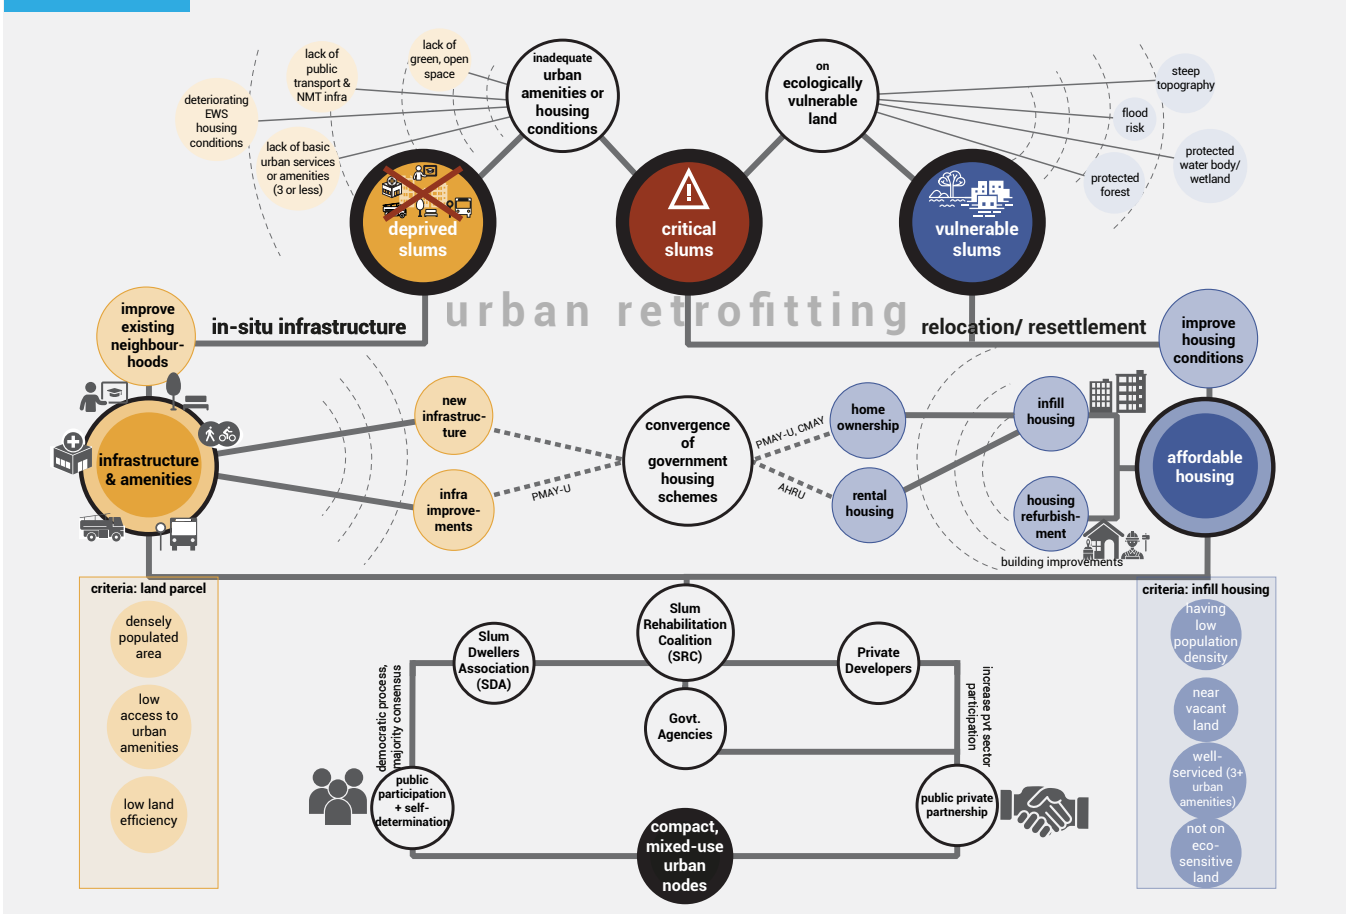 lack of
green, open
space
lack of
public
transport &
NMT infra
deteriorating
EWS
housing
conditions
lack of basic
urban services
or amenities
(3 or less)
inadequate
urban
amenities or
housing
conditions
on
ecologically
vulnerable
land
steep
topography
flood
risk
protected
water body/
wetland
protected
forest
deprived
slums
critical
slums
vulnerable
slums
urban retrofitting
improve
existing
neighbour-
hoods
in-situ infrastructure
relocation/ resettlement
improve
housing
conditions
infrastructure
& amenities
new
infrastruc-
ture
infra
improve-
ments
PMAY-U
convergence
of
government
housing
schemes
PMAY-U, CMAY
AHRU
home
ownership
rental
housing
infill
housing
housing
refurbish-
ment
building improvements
affordable
housing
criteria: land parcel
densely
populated
area
low
access to
urban
amenities
low land
efficiency
Slum
Dwellers
Association
(SDA)
Slum
Rehabilitation
Coalition
(SRC)
Private
Developers
Govt.
Agencies
democratic process,
majority consensus
increase pvt sector
participation
public
participation
+ self-
determination
public private
partnership
compact,
mixed-use
urban
nodes
criteria: infill housing
having
low
population
density
near
vacant
land
well-
serviced (3+
urban
amenities)
not on
eco-
sensitive
land